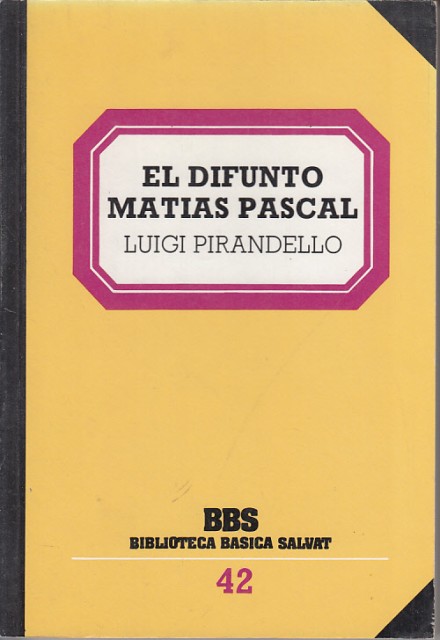 EL DIFUNTO
MATIAS PASCAL
LUIGI PIRANDELLO
BBS
BIBLIOTECA BASICA SALVAT
42